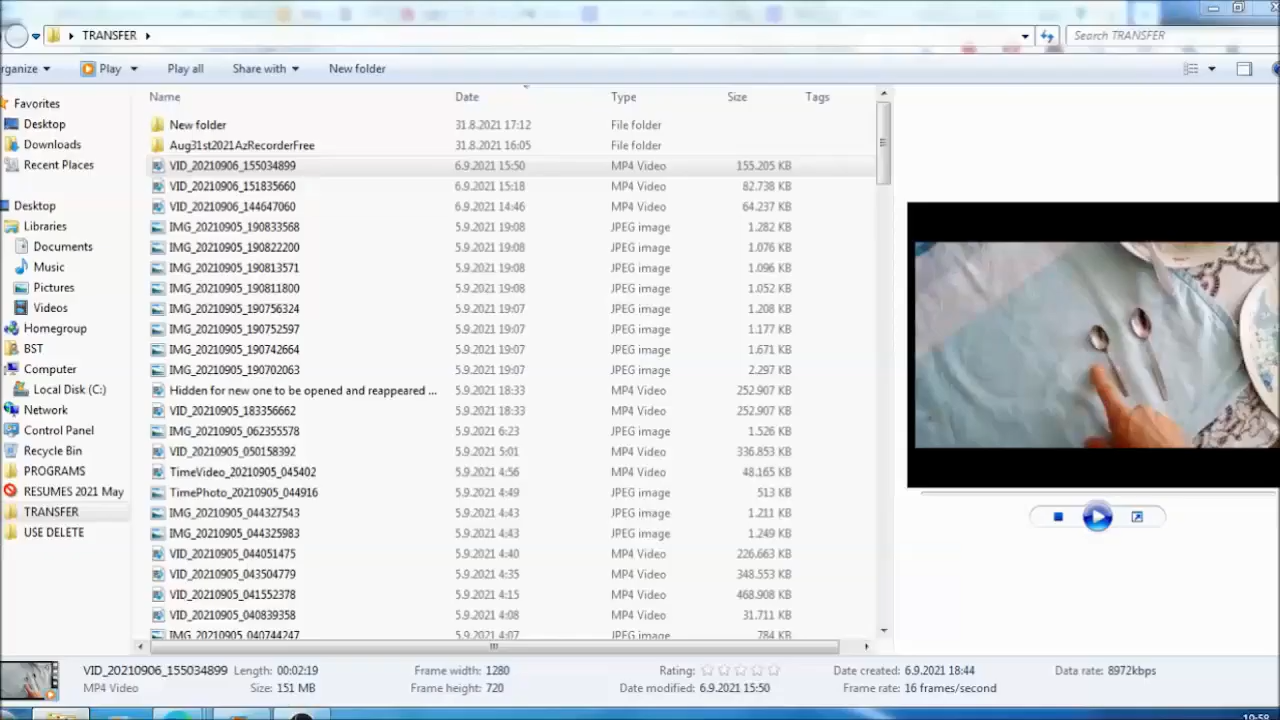 TRANSFER
Search TRANSFER
rganize Play Play all Share with New folder
Name Date Type Size Tags
Favorites
Desktop
Downloads
Recent Places
Desktop
Libraries
Documents
Music
Pictures
Videos
Homegroup
BST
Computer
Local Disk (C:)
Network
Control Panel
Recycle Bin
PROGRAMS
RESUMES 2021 May
TRANSFER
USE DELETE
New folder 31.8.2021 17:12 File folder
Aug31st2021AzRecorderFree 31.8.2021 16:05 File folder
VID_20210906_155034899 6.9.2021 15:50 MP4 Video 155.205 KB
VID_20210906_151835660 6.9.2021 15:18 MP4 Video 82.738 KB
VID_20210906_144647060 6.9.2021 14:46 MP4 Video 64.237 KB
IMG_20210905_190833568 5.9.2021 19:08 JPEG image 1.282 KB
IMG_20210905_190822200 5.9.2021 19:08 JPEG image 1.076 KB
IMG_20210905_190813571 5.9.2021 19:08 JPEG image 1.096 KB
IMG_20210905_190811800 5.9.2021 19:08 JPEG image 1.052 KB
IMG_20210905_190756324 5.9.2021 19:07 JPEG image 1.208 KB
IMG_20210905_190752597 5.9.2021 19:07 JPEG image 1.177 KB
IMG_20210905_190742664 5.9.2021 19:07 JPEG image 1.671 KB
IMG_20210905_190702063 5.9.2021 19:07 JPEG image 2.297 KB
Hidden for new one to be opened and reappeared ... 5.9.2021 18:33 MP4 Video 252.907 KB
VID_20210905_183356662 5.9.2021 18:33 MP4 Video 252.907 KB
IMG_20210905_062355578 5.9.2021 6:23 JPEG image 1.526 KB
VID_20210905_050158392 5.9.2021 5:01 MP4 Video 336.853 KB
TimeVideo_20210905_045402 5.9.2021 4:56 MP4 Video 48.165 KB
TimePhoto_20210905_044916 5.9.2021 4:49 JPEG image 513 KB
IMG_20210905_044327543 5.9.2021 4:43 JPEG image 1.211 KB
IMG_20210905_044325983 5.9.2021 4:43 JPEG image 1.249 KB
VID_20210905_044051475 5.9.2021 4:40 MP4 Video 226.663 KB
VID_20210905_043504779 5.9.2021 4:35 MP4 Video 348.553 KB
VID_20210905_041552378 5.9.2021 4:15 MP4 Video 468.908 KB
VID_20210905_040839358 5.9.2021 4:08 MP4 Video 31.711 KB
IMG_20210905_040744247 5.9.2021 4:07 JPEG image 784 KB
VID_20210906_155034899 Length: 00:02:19 Frame width: 1280 Rating: Date created: 6.9.2021 18:44 Data rate: 8972kbps
MP4 Video Size: 151 MB Frame height: 720 Date modified: 6.9.2021 15:50 Frame rate: 16 frames/second